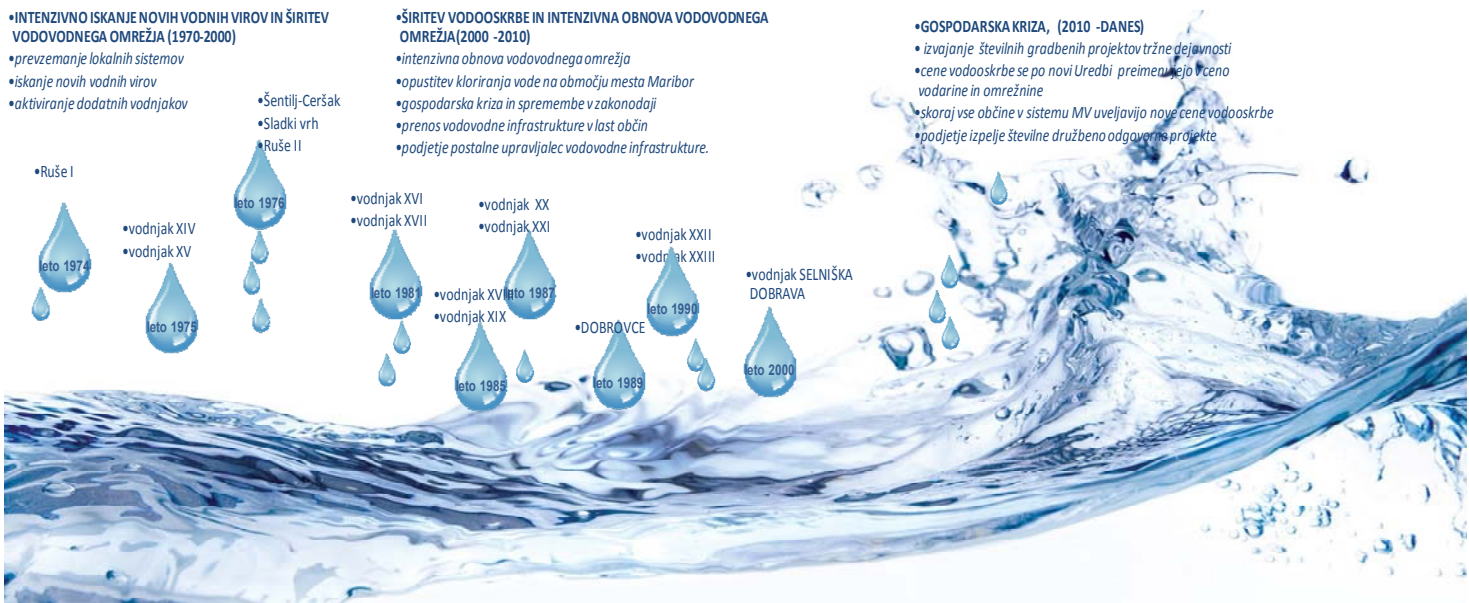 •INTENZIVNO ISKANJE NOVIH VODNIH VIROV IN ŠIRITEV
VODOVODNEGA OMREŽJA (1970-2000)
•prevzemanje lokalnih sistemov
•iskanje novih vodnih virov
•aktiviranje dodatnih vodnjakov
•ŠIRITEV VODOOSKRBE IN INTENZIVNA OBNOVA VODOVODNEGA
OMREŽJA(2000 -2010)
•intenzivna obnova vodovodnega omrežja
•opustitev kloriranja vode na območju mesta Maribor
•gospodarska kriza in spremembe v zakonodaji
•prenos vodovodne infrastrukture v last občin
•podjetje postalne upravljalec vodovodne infrastrukture.
•GOSPODARSKA KRIZA, (2010 -DANES)
• izvajanje številnih gradbenih projektov tržne dejavnosti
•cene vodooskrbe se po novi Uredbi preimenujejo v ceno
vodarine in omrežnine
•skoraj vse občine v sistemu MV uveljavijo nove cene vodooskrbe
•podjetje izpelje številne družbeno odgovorne projekte
•Ruše I
leto 1974
•vodnjak XIV
•vodnjak XV
leto 1975
•Šentilj-Ceršak
•Sladki vrh
•Ruše II
leto 1976
•vodnjak XVI
•vodnjak XVII
leto 1981
•vodnjak XVIII
•vodnjak XIX
leto 1985
•vodnjak XX
•vodnjak XXI
leto 1987
•DOBROVCE
leto 1989
•vodnjak XXII
•vodnjak XXIII
leto 1990
•vodnjak SELNIŠKA
DOBRAVA
leto 2000